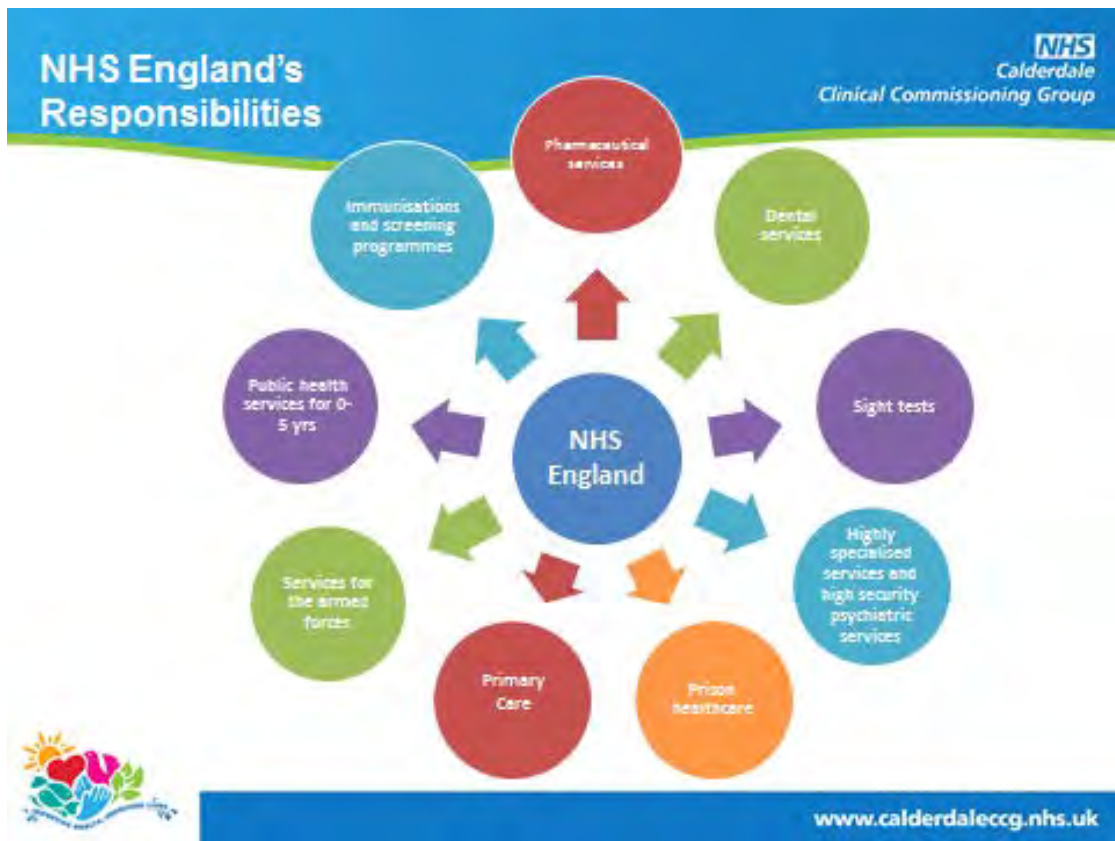 NHS England's
Responsibilities
NHS
Calderdale
Clinical Commissioning Group
Pharmaceutical
services
Dental
services
Sight tests
Highly
specialised
services and
high security
psychiatric
services
Prison
healthcare
Primary
Care
Services for
the armed
forces
Public health
services for 0-
5 yrs
Immunisations
and screening
programmes
NHS
England
www.calderdaleccg.nhs.uk